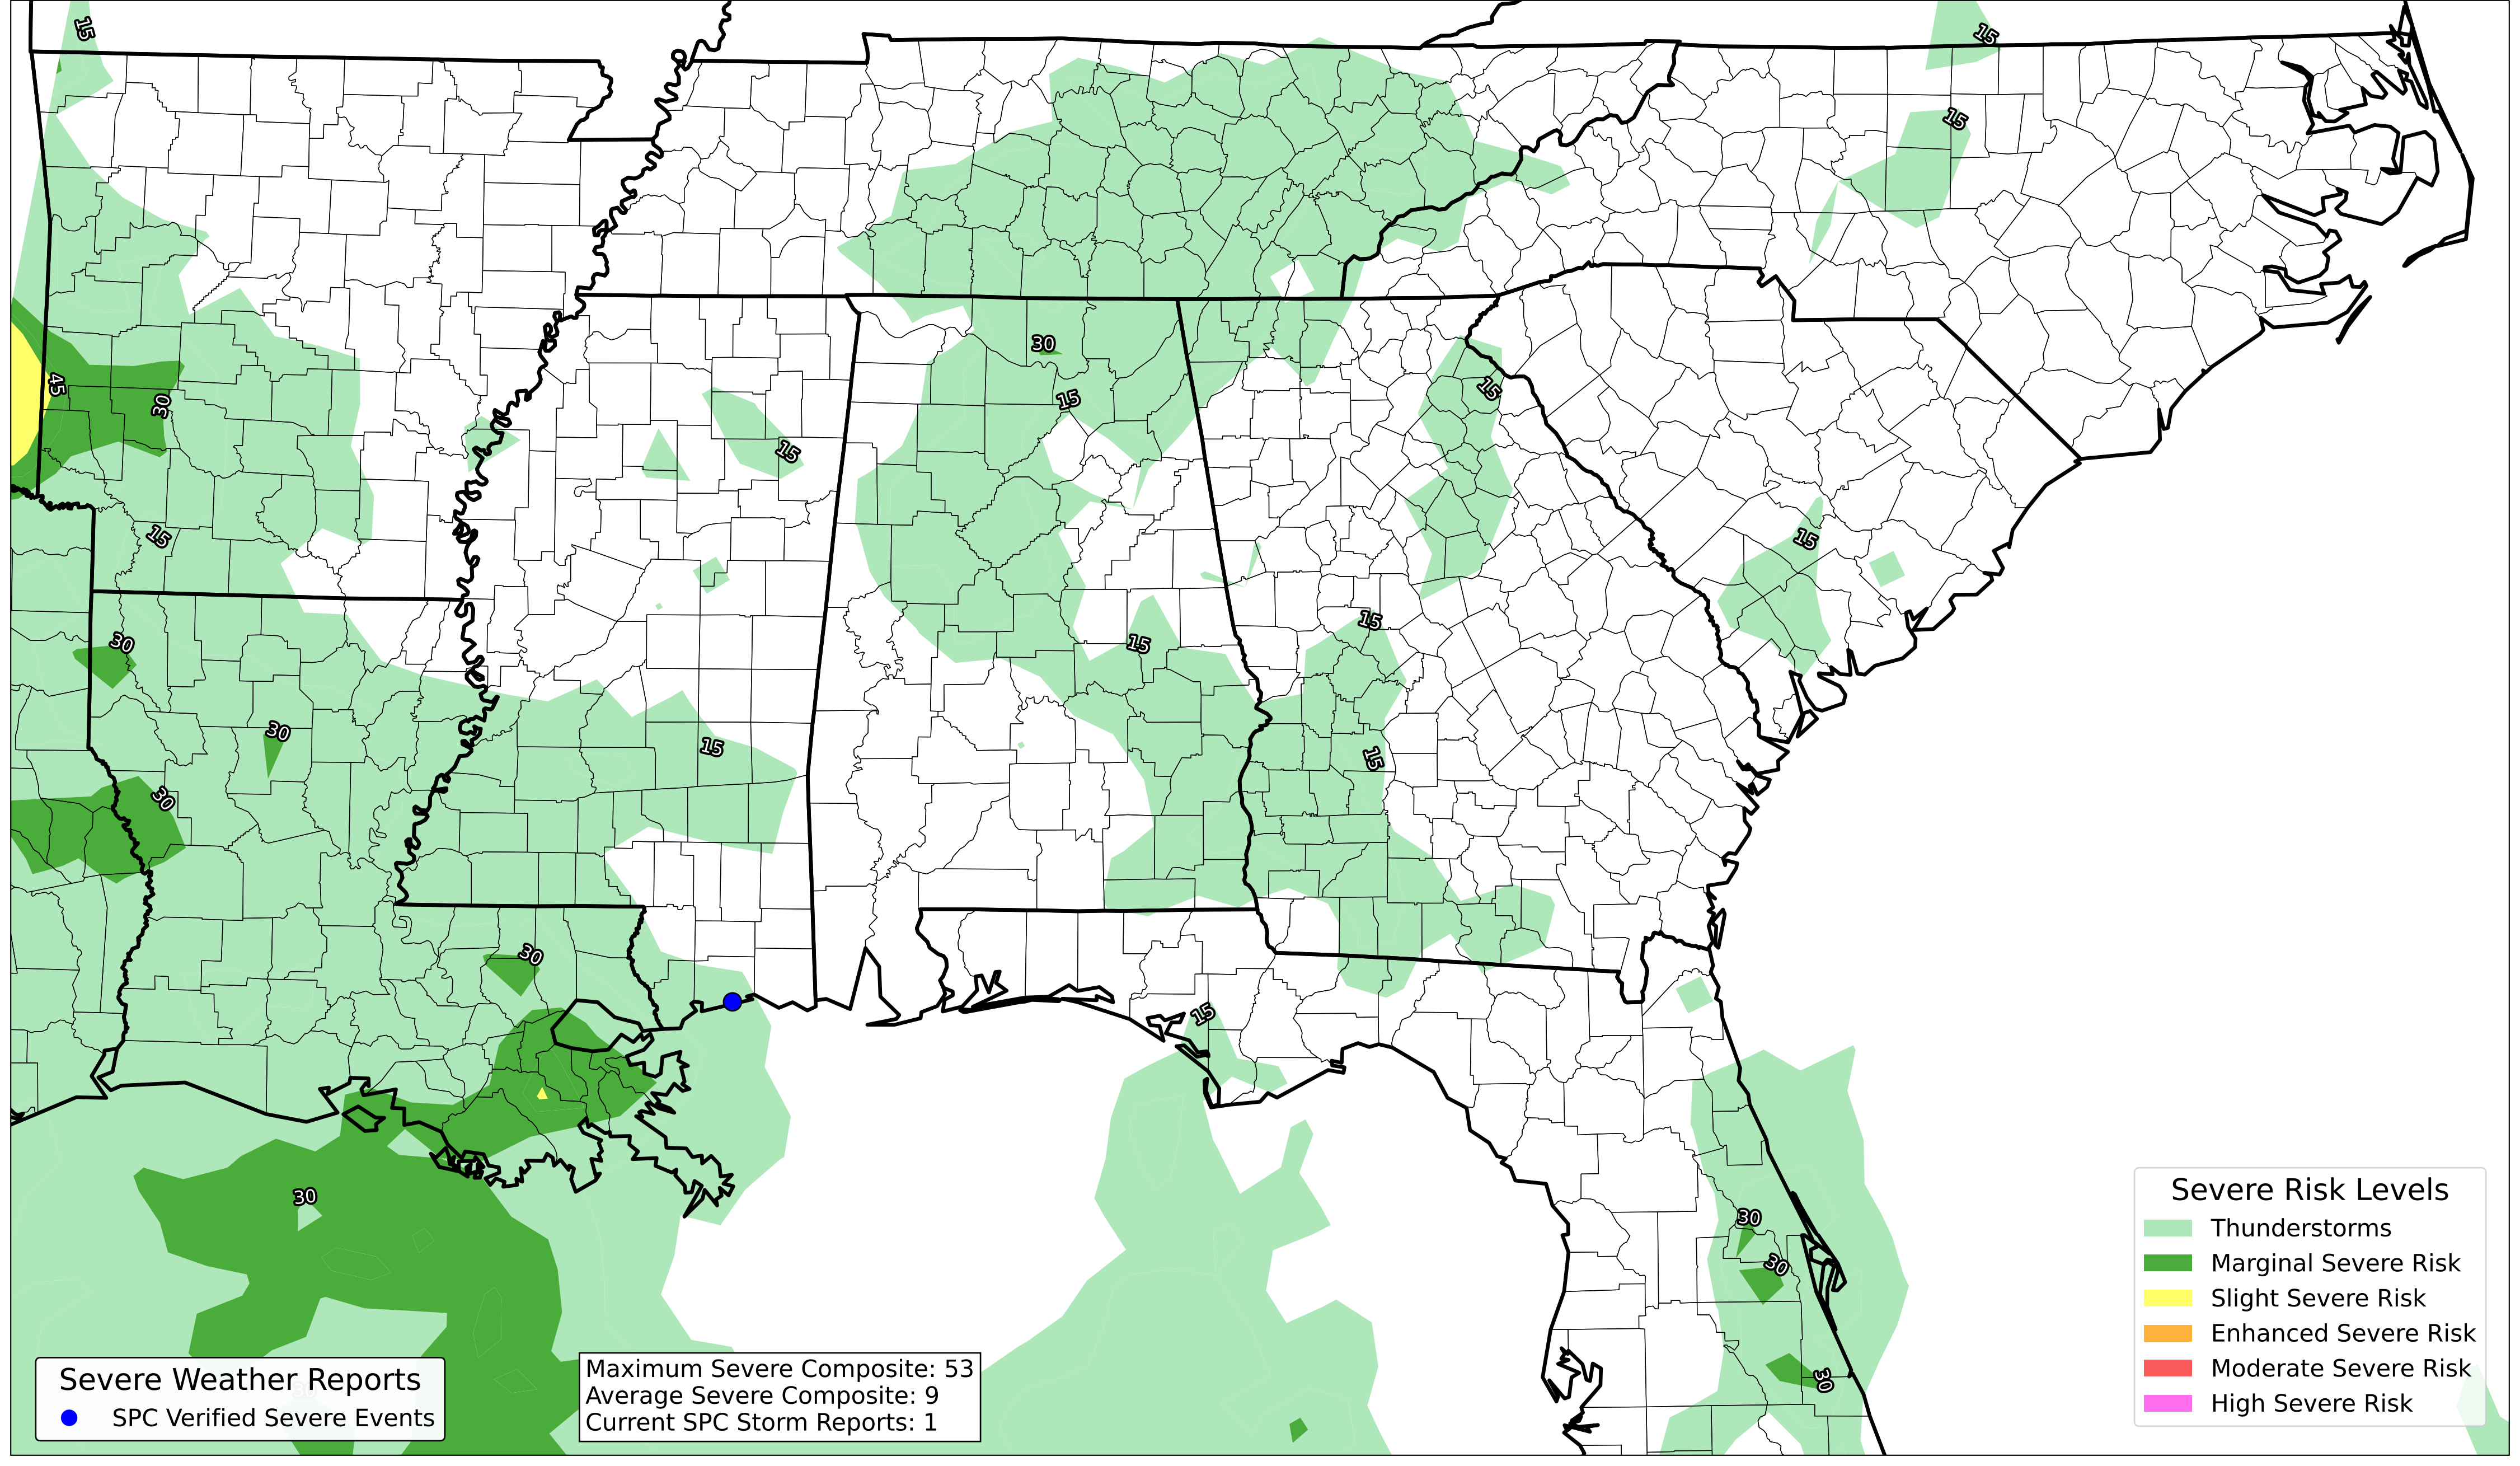 15
15
15
30
45
15
30
30
15
15
15
15
15
30
15
15
30
15
15
30
30
15
30
30
30
30
Severe Weather Reports
SPC Verified Severe Events
Maximum Severe Composite: 53
Average Severe Composite: 9
Current SPC Storm Reports: 1
Severe Risk Levels
Thunderstorms
Marginal Severe Risk
Slight Severe Risk
Enhanced Severe Risk
Moderate Severe Risk
High Severe Risk